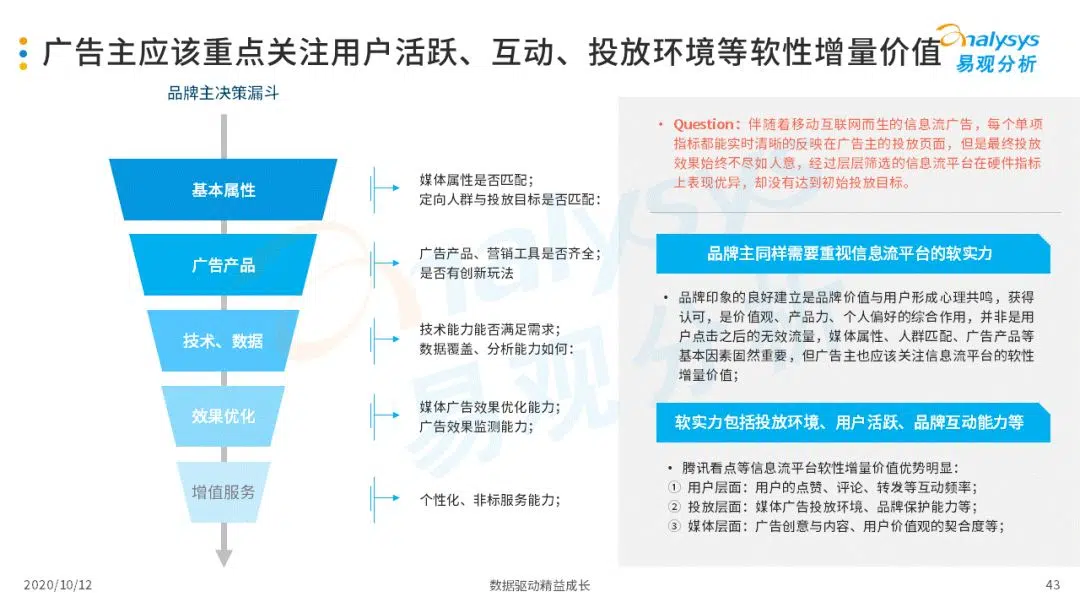 广告主应该重点关注用户活跃、互动、投放环境等软性增量价值
analysys
易观分析
品牌主决策漏斗
基本属性
媒体属性是否匹配；
定向人群与投放目标是否匹配：
广告产品
广告产品、营销工具是否齐全；
是否有创新玩法
技术、数据
技术能力能否满足需求；
数据覆盖、分析能力如何：
效果优化
媒体广告效果优化能力；
广告效果监测能力；
增值服务
个性化、非标服务能力；
• Question：伴随着移动互联网而生的信息流广告，每个单项
指标都能实时清晰的反映在广告主的投放页面，但是最终投放
效果始终不尽如人意，经过层层筛选的信息流平台在硬件指标
上表现优异，却没有达到初始投放目标。
品牌主同样需要重视信息流平台的软实力
• 品牌印象的良好建立是品牌价值与用户形成心理共鸣，获得
认可，是价值观、产品力、个人偏好的综合作用，并非是用
户点击之后的无效流量，媒体属性、人群匹配、广告产品等
基本因素固然重要，但广告主也应该关注信息流平台的软性
增量价值；
软实力包括投放环境、用户活跃、品牌互动能力等
• 腾讯看点等信息流平台软性增量价值优势明显：
① 用户层面：用户的点赞、评论、转发等互动频率；
② 投放层面：媒体广告投放环境、品牌保护能力等；
③ 媒体层面：广告创意与内容、用户价值观的契合度等；
analysys
易观分析
2020/10/12
数据驱动精益成长
43